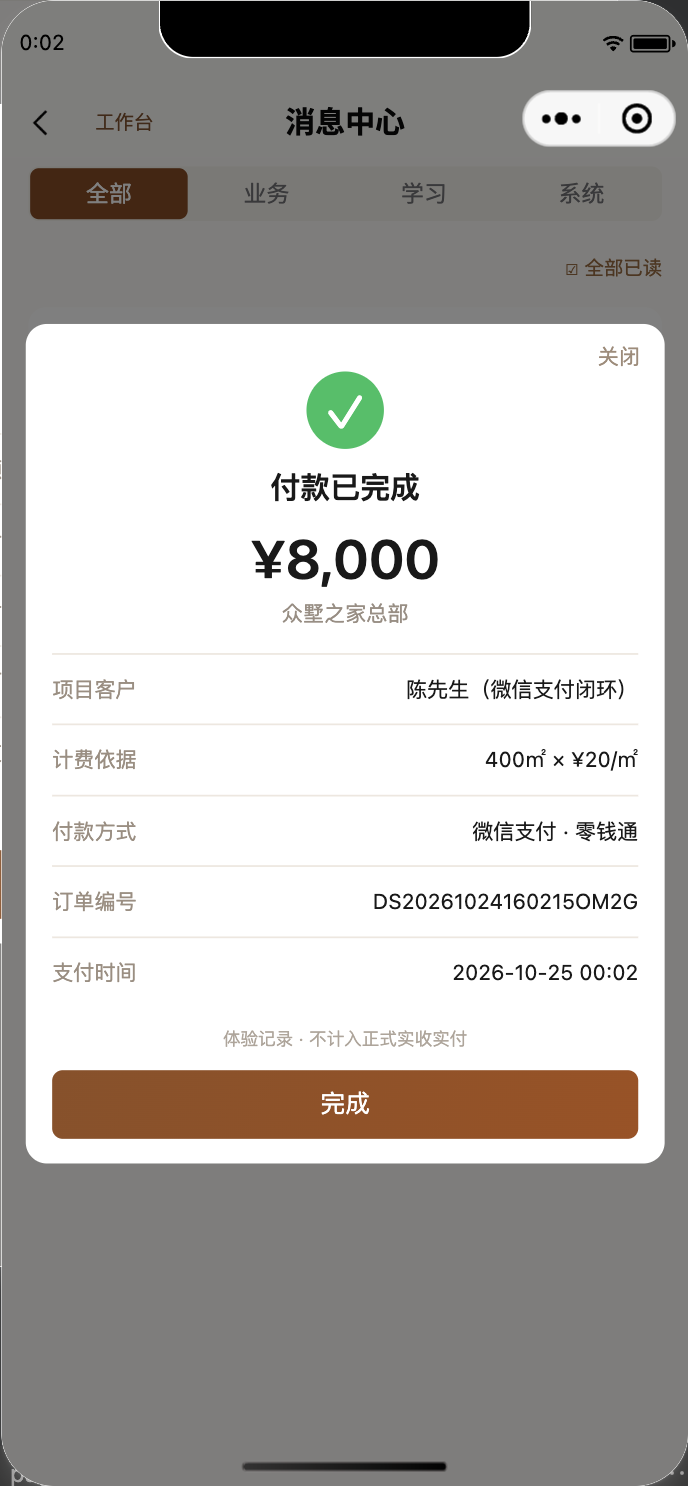 0:02
工作台
消息中心
全部
业务
学习
系统
☑ 全部已读
关闭
付款已完成
¥8,000
众墅之家总部
项目客户
陈先生（微信支付闭环）
计费依据
400㎡ × ¥20/㎡
付款方式
微信支付 · 零钱通
订单编号
DS20261024160215OM2G
支付时间
2026-10-25 00:02
体验记录 · 不计入正式实收实付
完成